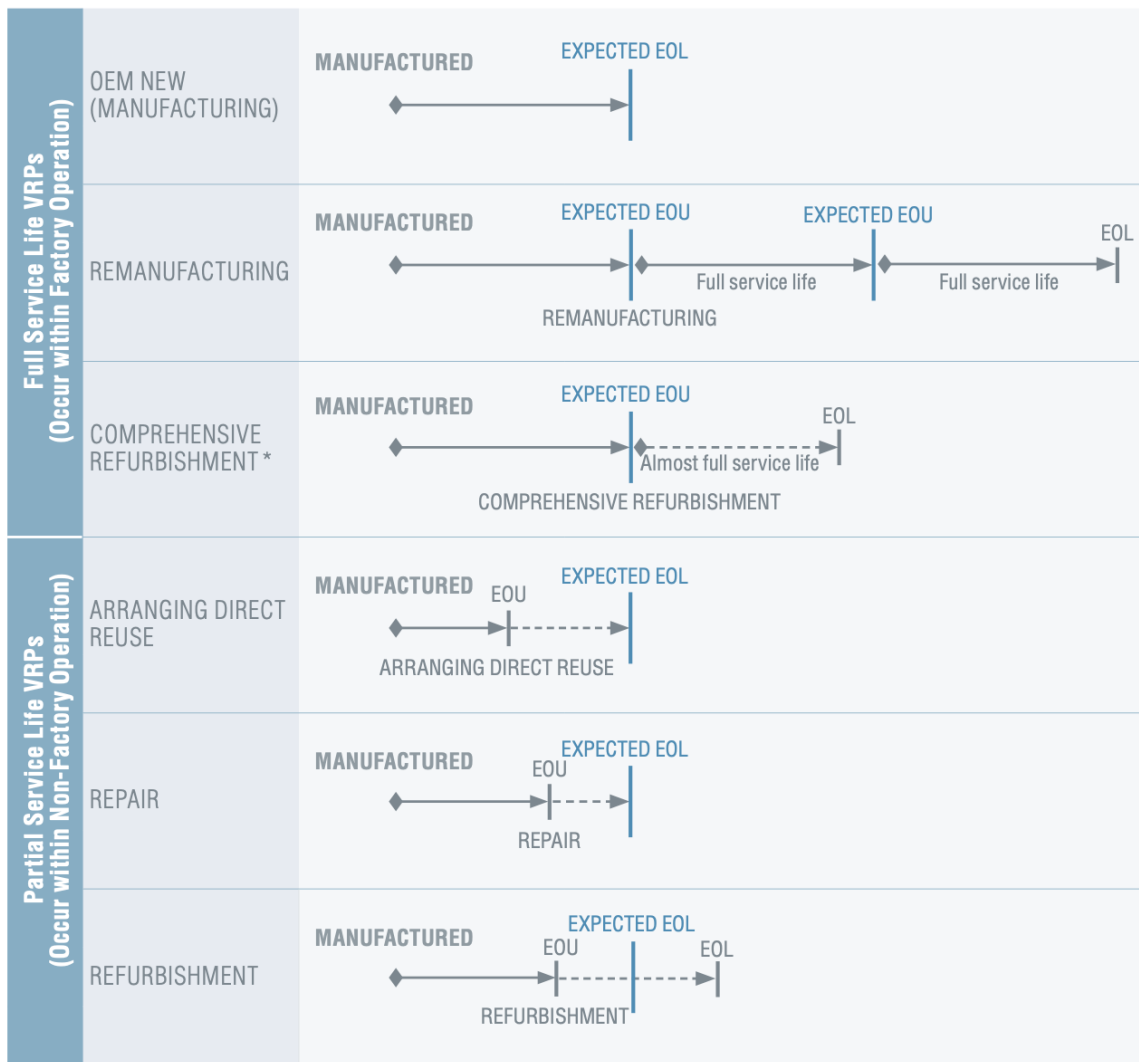 Full Service Life VRPs
(Occur within Factory Operation)
OEM NEW
(MANUFACTURING)
MANUFACTURED
EXPECTED EOL
REMANUFACTURING
MANUFACTURED
EXPECTED EOU
EXPECTED EOU
EOL
Full service life
Full service life
REMANUFACTURING
COMPREHENSIVE
REFURBISHMENT *
MANUFACTURED
EXPECTED EOU
EOL
Almost full service life
COMPREHENSIVE REFURBISHMENT
Partial Service Life VRPs
(Occur within Non-Factory Operation)
ARRANGING DIRECT
REUSE
MANUFACTURED
EOU
EXPECTED EOL
ARRANGING DIRECT REUSE
REPAIR
MANUFACTURED
EOU
EXPECTED EOL
REPAIR
REFURBISHMENT
MANUFACTURED
EOU
EXPECTED EOL
EOL
REFURBISHMENT